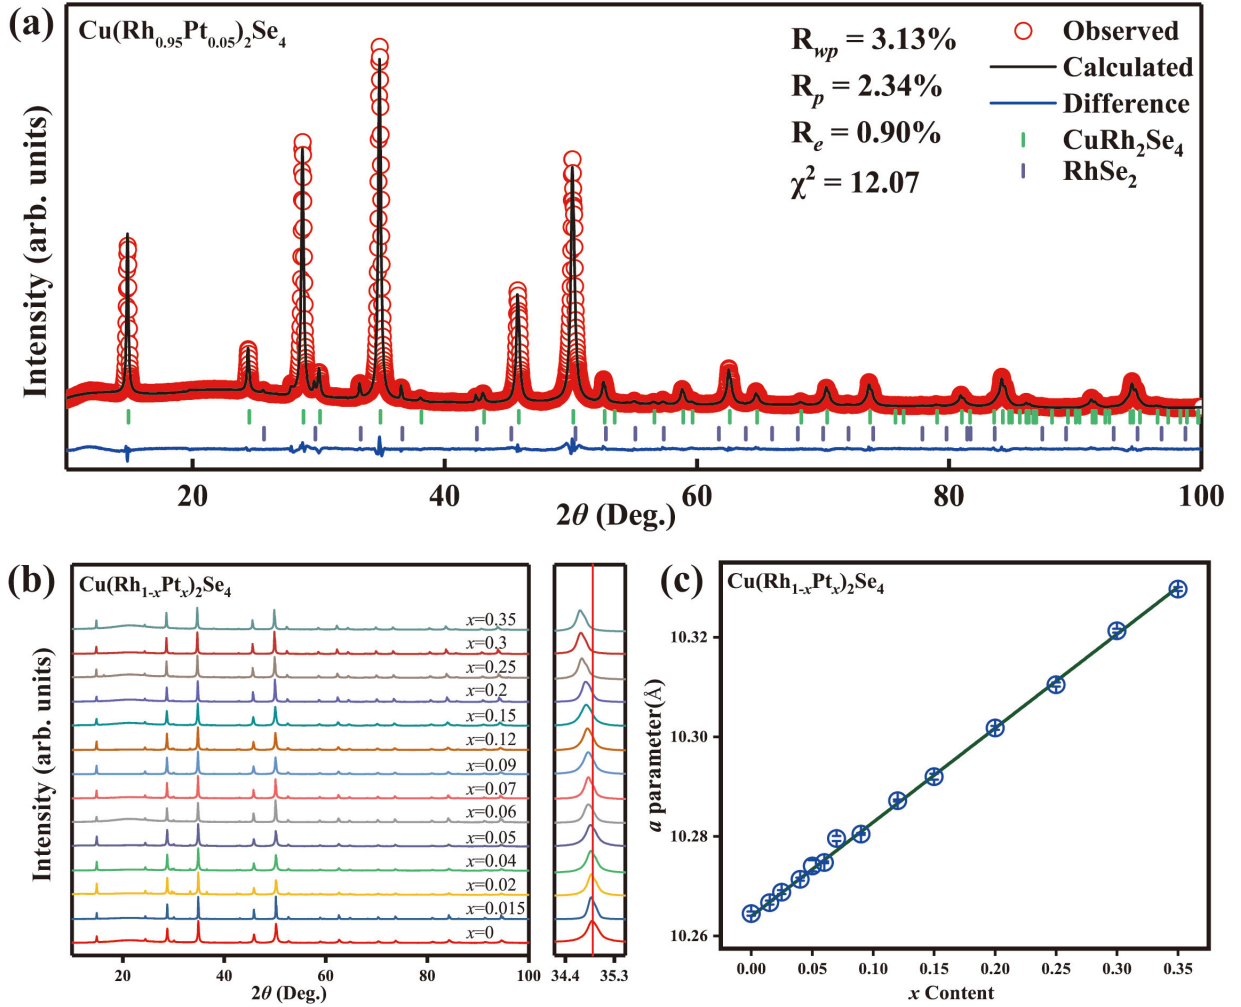 (a)
Cu(Rh0.95Pt0.05)2Se4
Rwp = 3.13%
Rp = 2.34%
Re = 0.90%
χ2 = 12.07
Observed
Calculated
Difference
CuRh2Se4
RhSe2
Intensity (arb. units)
20 40 60 80 100
2θ (Deg.)
(b)
Cu(Rh1-xPtx)2Se4
x=0.35
x=0.3
x=0.25
x=0.2
x=0.15
x=0.12
x=0.09
x=0.07
x=0.06
x=0.05
x=0.04
x=0.02
x=0.015
x=0
Intensity (arb. units)
20 40 60 80 100
2θ (Deg.)
34.4 35.3
(c)
Cu(Rh1-xPtx)2Se4
10.32
10.30
10.28
10.26
a parameter(Å)
0.00 0.05 0.10 0.15 0.20 0.25 0.30 0.35
x Content